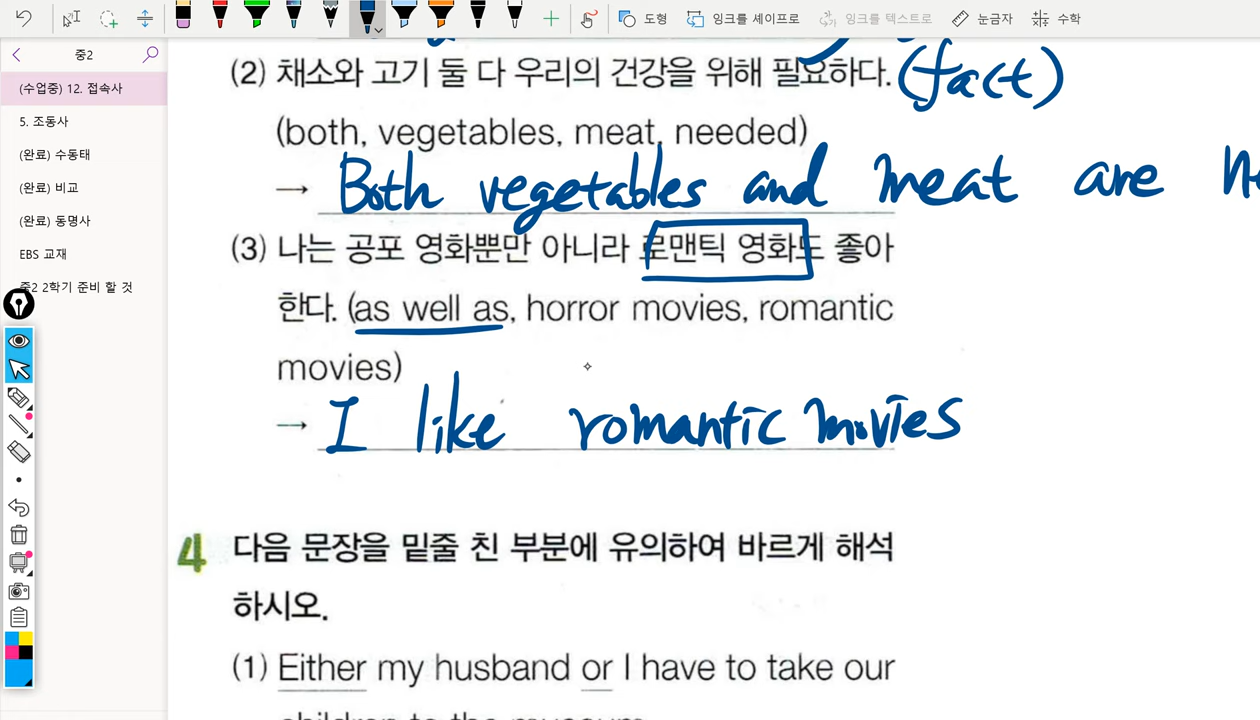 도형
잉크를 셰이프로
잉크를 텍스트로
눈금자
수학
중2
(수업중) 12. 접속사
5. 조동사
(완료) 수동태
(완료) 비교
(완료) 동명사
EBS 교재
중2 2학기 준비 할 것
(2) 채소와 고기 둘 다 우리의 건강을 위해 필요하다. (fact)
(both, vegetables, meat, needed)
→ Both vegetables and meat are
(3) 나는 공포 영화뿐만 아니라 로맨틱 영화도 좋아
한다. (as well as, horror movies, romantic
movies)
→ I like romantic movies
4 다음 문장을 밑줄 친 부분에 유의하여 바르게 해석
하시오.
(1) Either my husband or I have to take our
children to the museum.